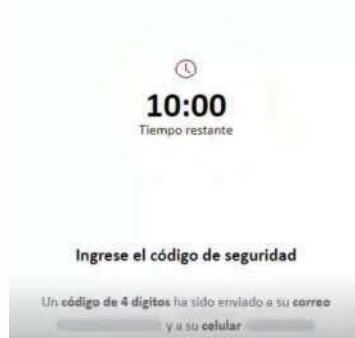 10:00
Tiempo restante
Ingrese el código de seguridad
Un código de 4 dígitos ha sido enviado a su correo
y a su celular